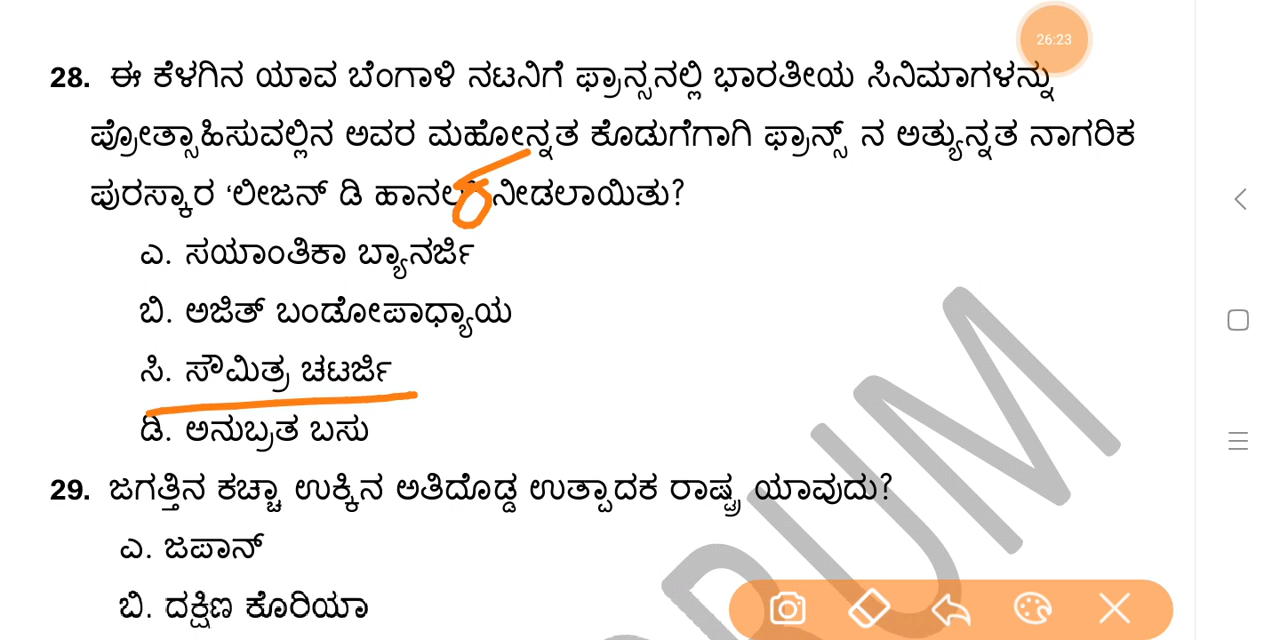 26:23
28. ಈ ಕೆಳಗಿನ ಯಾವ ಬೆಂಗಾಳಿ ನಟನಿಗೆ ಫ್ರಾನ್ಸನಲ್ಲಿ ಭಾರತೀಯ ಸಿನಿಮಾಗಳನ್ನು
ಪ್ರೋತ್ಸಾಹಿಸುವಲ್ಲಿನ ಅವರ ಮಹೋನ್ನತ ಕೊಡುಗೆಗಾಗಿ ಫ್ರಾನ್ಸ್ ನ ಅತ್ಯುನ್ನತ ನಾಗರಿಕ
ಪುರಸ್ಕಾರ ‘ಲೀಜನ್ ಡಿ ನೀಡಲಾಯಿತು?
ಎ. ಸಯಾಂತಿಕಾ ಬ್ಯಾನರ್ಜಿ
ಬಿ. ಅಜಿತ್ ಬಂಡೋಪಾಧ್ಯಾಯ
ಸಿ. ಸೌಮಿತ್ರ ಚಟರ್ಜಿ
ಡಿ. ಅನುಬ್ರತ ಬಸು
29. ಜಗತ್ತಿನ ಕಚ್ಚಾ ಉಕ್ಕಿನ ಅತಿದೊಡ್ಡ ಉತ್ಪಾದಕ ರಾಷ್ಟ್ರ ಯಾವುದು?
ಎ. ಜಪಾನ್
ಬಿ. ದಕ್ಷಿಣ ಕೊರಿಯಾ